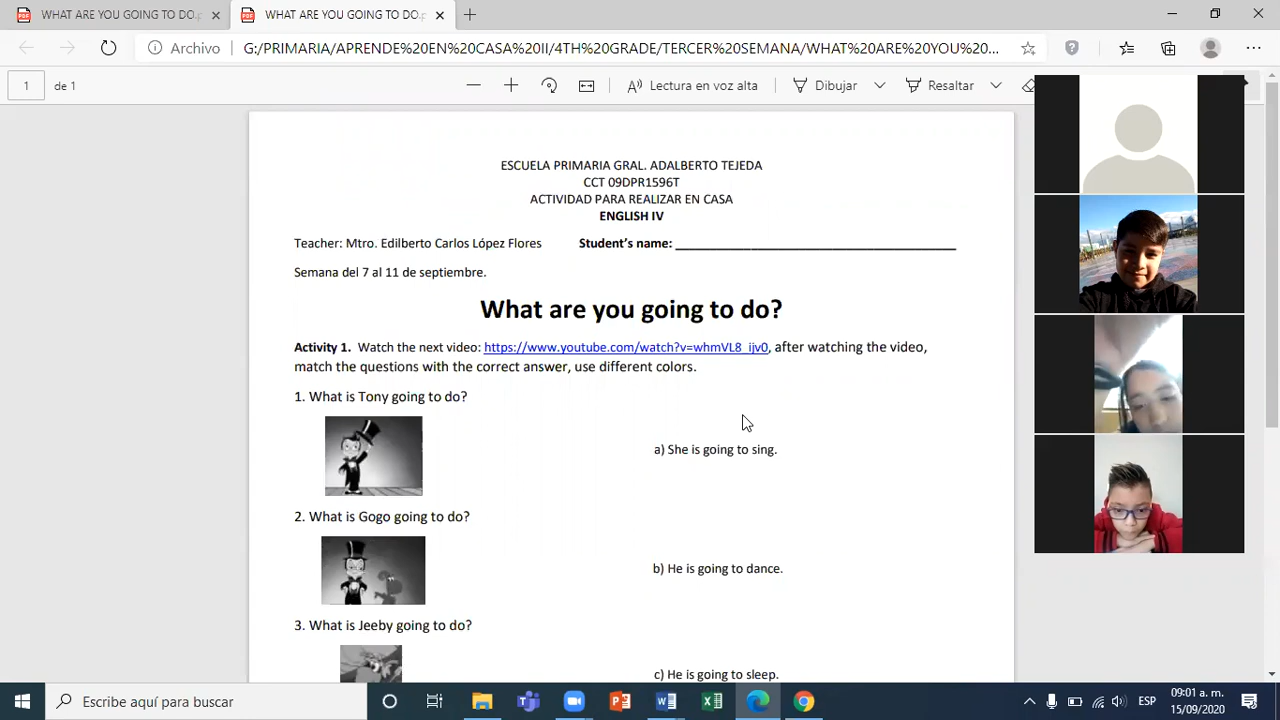 WHAT ARE YOU GOING TO DO.
WHAT ARE YOU GOING TO DO.
Archivo
G:/PRIMARIA/APRENDE%20EN%20CASA%20II/4TH%20GRADE/TERCER%20SEMANA/WHAT%20ARE%20YOU%20...
1 de 1
Lectura en voz alta
Dibujar
Resaltar
ESCUELA PRIMARIA GRAL. ADALBERTO TEJEDA
CCT 09DPR1596T
ACTIVIDAD PARA REALIZAR EN CASA
ENGLISH IV
Teacher: Mtro. Edilberto Carlos López Flores Student's name: ____________________
Semana del 7 al 11 de septiembre.
What are you going to do?
Activity 1. Watch the next video: https://www.youtube.com/watch?v=whmVL8_ijv0, after watching the video,
match the questions with the correct answer, use different colors.
1. What is Tony going to do?
a) She is going to sing.
2. What is Gogo going to do?
b) He is going to dance.
3. What is Jeeby going to do?
c) He is going to sleep.
Escribe aquí para buscar
ESP
09:01 a. m.
15/09/2020